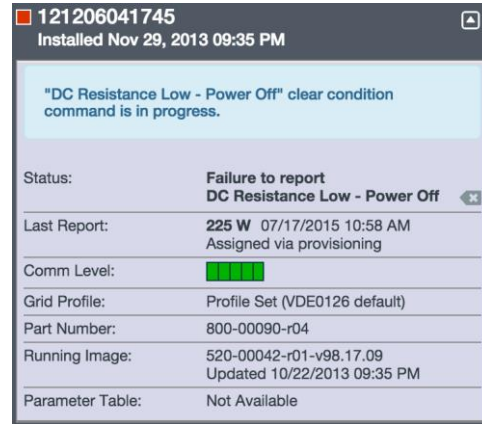 121206041745
Installed Nov 29, 2013 09:35 PM
"DC Resistance Low - Power Off" clear condition
command is in progress.
Status: Failure to report
DC Resistance Low - Power Off
Last Report: 225 W 07/17/2015 10:58 AM
Assigned via provisioning
Comm Level:
Grid Profile: Profile Set (VDE0126 default)
Part Number: 800-00090-r04
Running Image: 520-00042-r01-v98.17.09
Updated 10/22/2013 09:35 PM
Parameter Table: Not Available